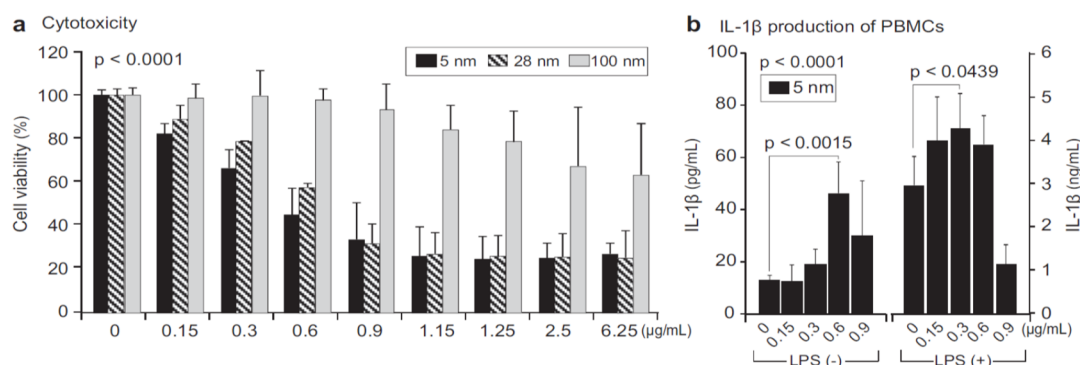 a Cytotoxicity
p < 0.0001
5 nm 28 nm 100 nm
Cell viability (%)
120
100
80
60
40
20
0
0 0.15 0.3 0.6 0.9 1.15 1.25 2.5 6.25 (μg/mL)
b IL-1β production of PBMCs
p < 0.0001
5 nm
p < 0.0015
p < 0.0439
IL-1β (pg/mL)
100
80
60
40
20
0
IL-1β (ng/mL)
6
5
4
3
2
1
0
0 0.15 0.3 0.6 0.9 0 0.15 0.3 0.6 0.9 (μg/mL)
LPS (-) LPS (+)